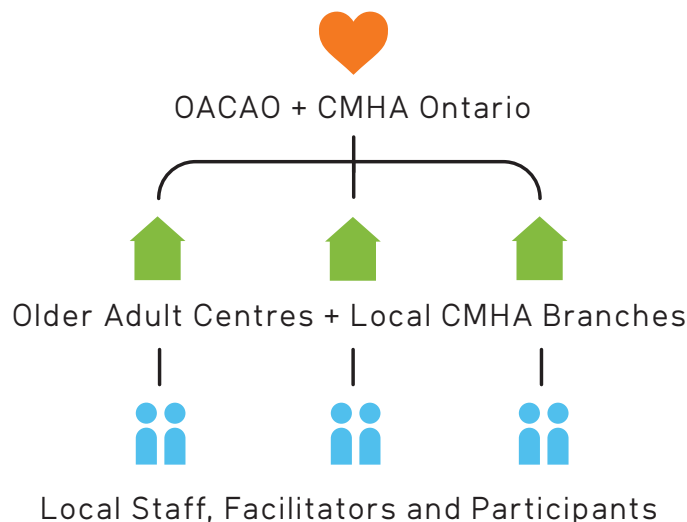 OACAO + CMHA Ontario
Older Adult Centres + Local CMHA Branches
Local Staff, Facilitators and Participants